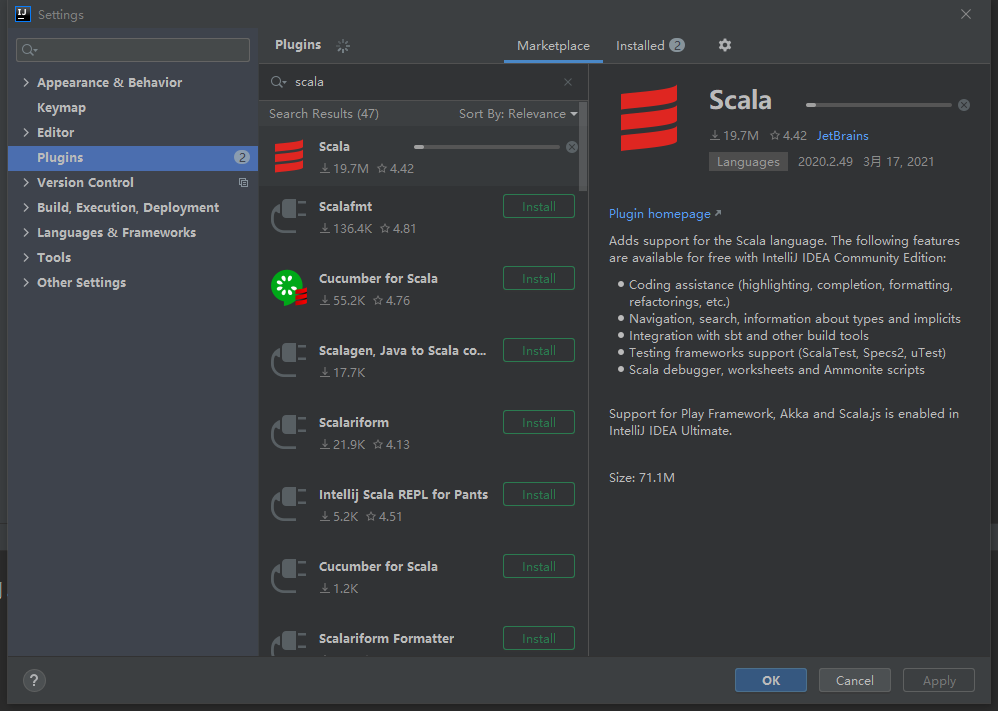 IJ
Settings
Appearance & Behavior
Keymap
Editor
Plugins
2
Version Control
Build, Execution, Deployment
Languages & Frameworks
Tools
Other Settings
Plugins
Marketplace
Installed 2
scala
Search Results (47)
Sort By: Relevance
Scala
19.7M 4.42
Scalafmt
Install
136.4K 4.81
Cucumber for Scala
Install
55.2K 4.76
Scalagen, Java to Scala co...
Install
17.7K
Scalariform
Install
21.9K 4.13
Intellij Scala REPL for Pants
Install
5.2K 4.51
Cucumber for Scala
Install
1.2K
Scalariform Formatter
Install
Scala
19.7M 4.42 JetBrains
Languages 2020.2.49 3月 17, 2021
Plugin homepage
Adds support for the Scala language. The following features
are available for free with IntelliJ IDEA Community Edition:
Coding assistance (highlighting, completion, formatting,
refactorings, etc.)
Navigation, search, information about types and implicits
Integration with sbt and other build tools
Testing frameworks support (ScalaTest, Specs2, uTest)
Scala debugger, worksheets and Ammonite scripts
Support for Play Framework, Akka and Scala.js is enabled in
IntelliJ IDEA Ultimate.
Size: 71.1M
?
OK
Cancel
Apply